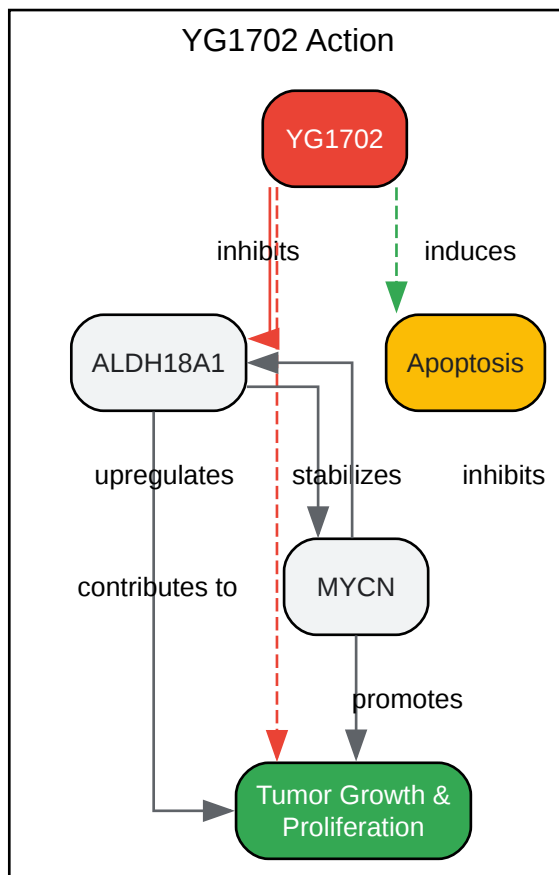 YG1702 Action
YG1702
inhibits
induces
ALDH18A1
Apoptosis
upregulates
stabilizes
inhibits
MYCN
contributes to
promotes
Tumor Growth &
Proliferation